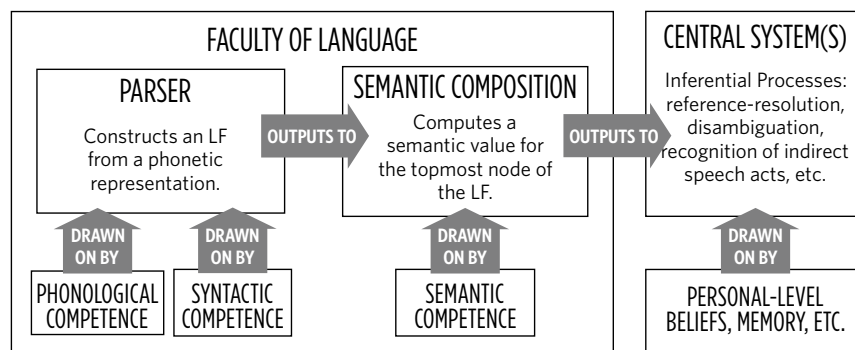 FACULTY OF LANGUAGE
PARSER
Constructs an LF
from a phonetic
representation.
OUTPUTS TO
SEMANTIC COMPOSITION
Computes a
semantic value for
the topmost node of
the LF.
OUTPUTS TO
CENTRAL SYSTEM(S)
Inferential Processes:
reference-resolution,
disambiguation,
recognition of indirect
speech acts, etc.
DRAWN
ON BY
DRAWN
ON BY
DRAWN
ON BY
DRAWN
ON BY
PHONOLOGICAL
COMPETENCE
SYNTACTIC
COMPETENCE
SEMANTIC
COMPETENCE
PERSONAL-LEVEL
BELIEFS, MEMORY, ETC.